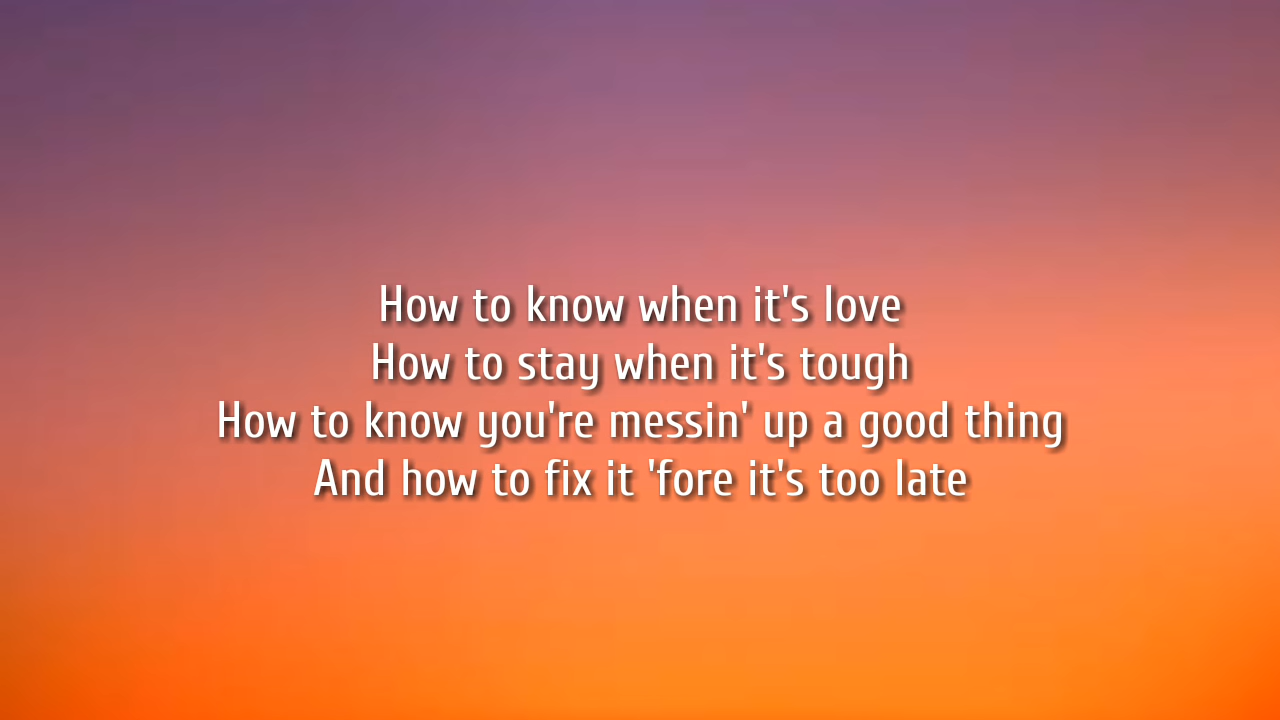 How to know when it's love
How to stay when it's tough
How to know you're messin' up a good thing
And how to fix it 'fore it's too late